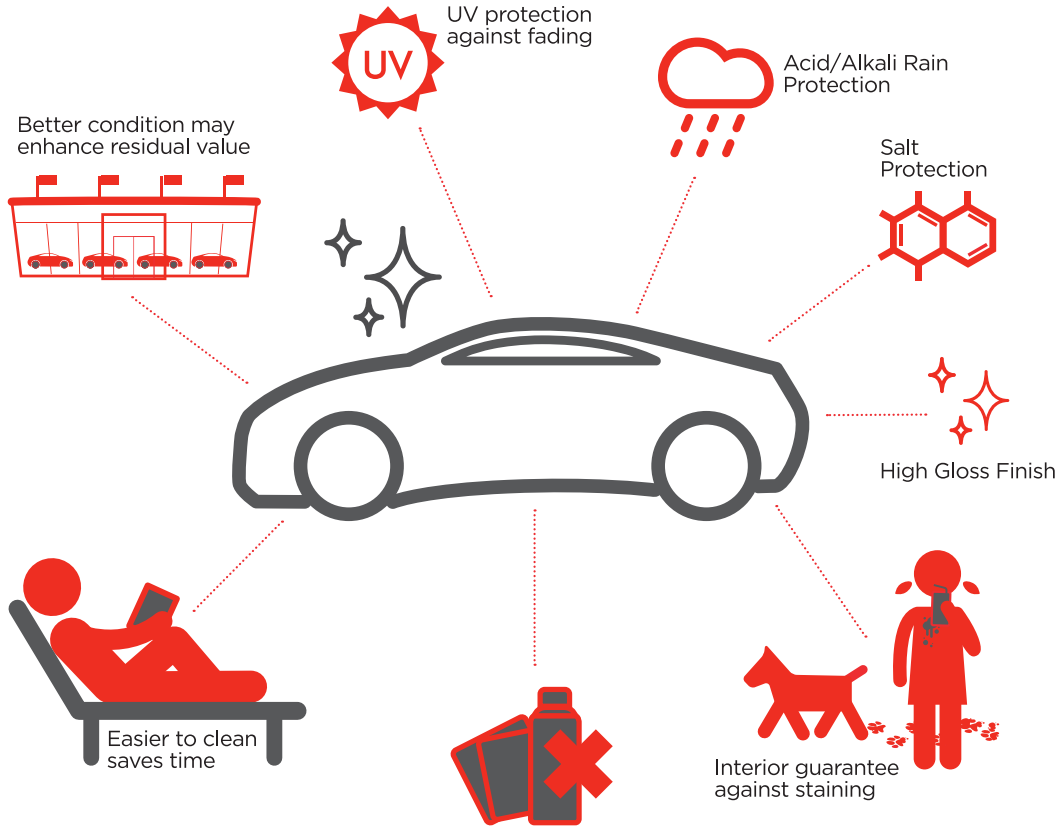 UV protection
against fading
UV
Acid/Alkali Rain
Protection
Better condition may
enhance residual value
Salt
Protection
High Gloss Finish
Easier to clean
saves time
Interior guarantee
against staining